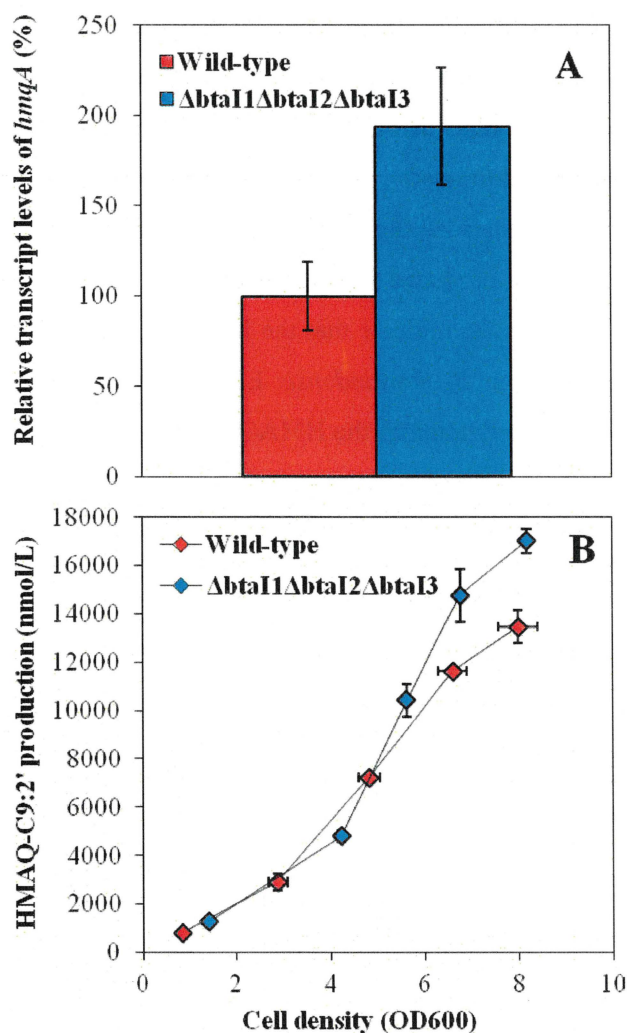 Relative transcript levels of hmqA (%)
250
200
150
100
50
0
Wild-type
ΔbtaI1ΔbtaI2ΔbtaI3
A
HMAQ-C9:2' production (nmol/L)
18000
16000
14000
12000
10000
8000
6000
4000
2000
0
Wild-type
ΔbtaI1ΔbtaI2ΔbtaI3
B
0 2 4 6 8 10
Cell density (OD600)